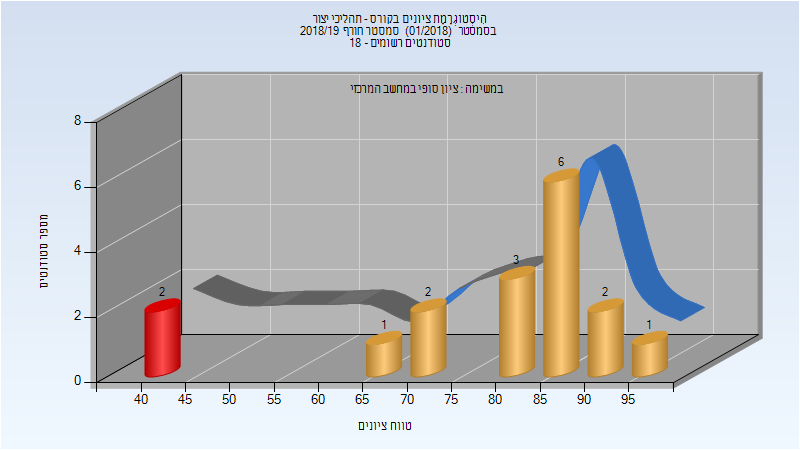 היסטוגרמת ציונים בקורס - תהליכי יצור
בסמסטר (01/2018) סמסטר חורף 2018/19
סטודנטים רשומים - 18
במשימה : ציון סופי במחשב המרכזי
8
6
4
2
0
מספר סטודנטים
2
1
2
3
6
2
1
40 45 50 55 60 65 70 75 80 85 90 95
טווח ציונים